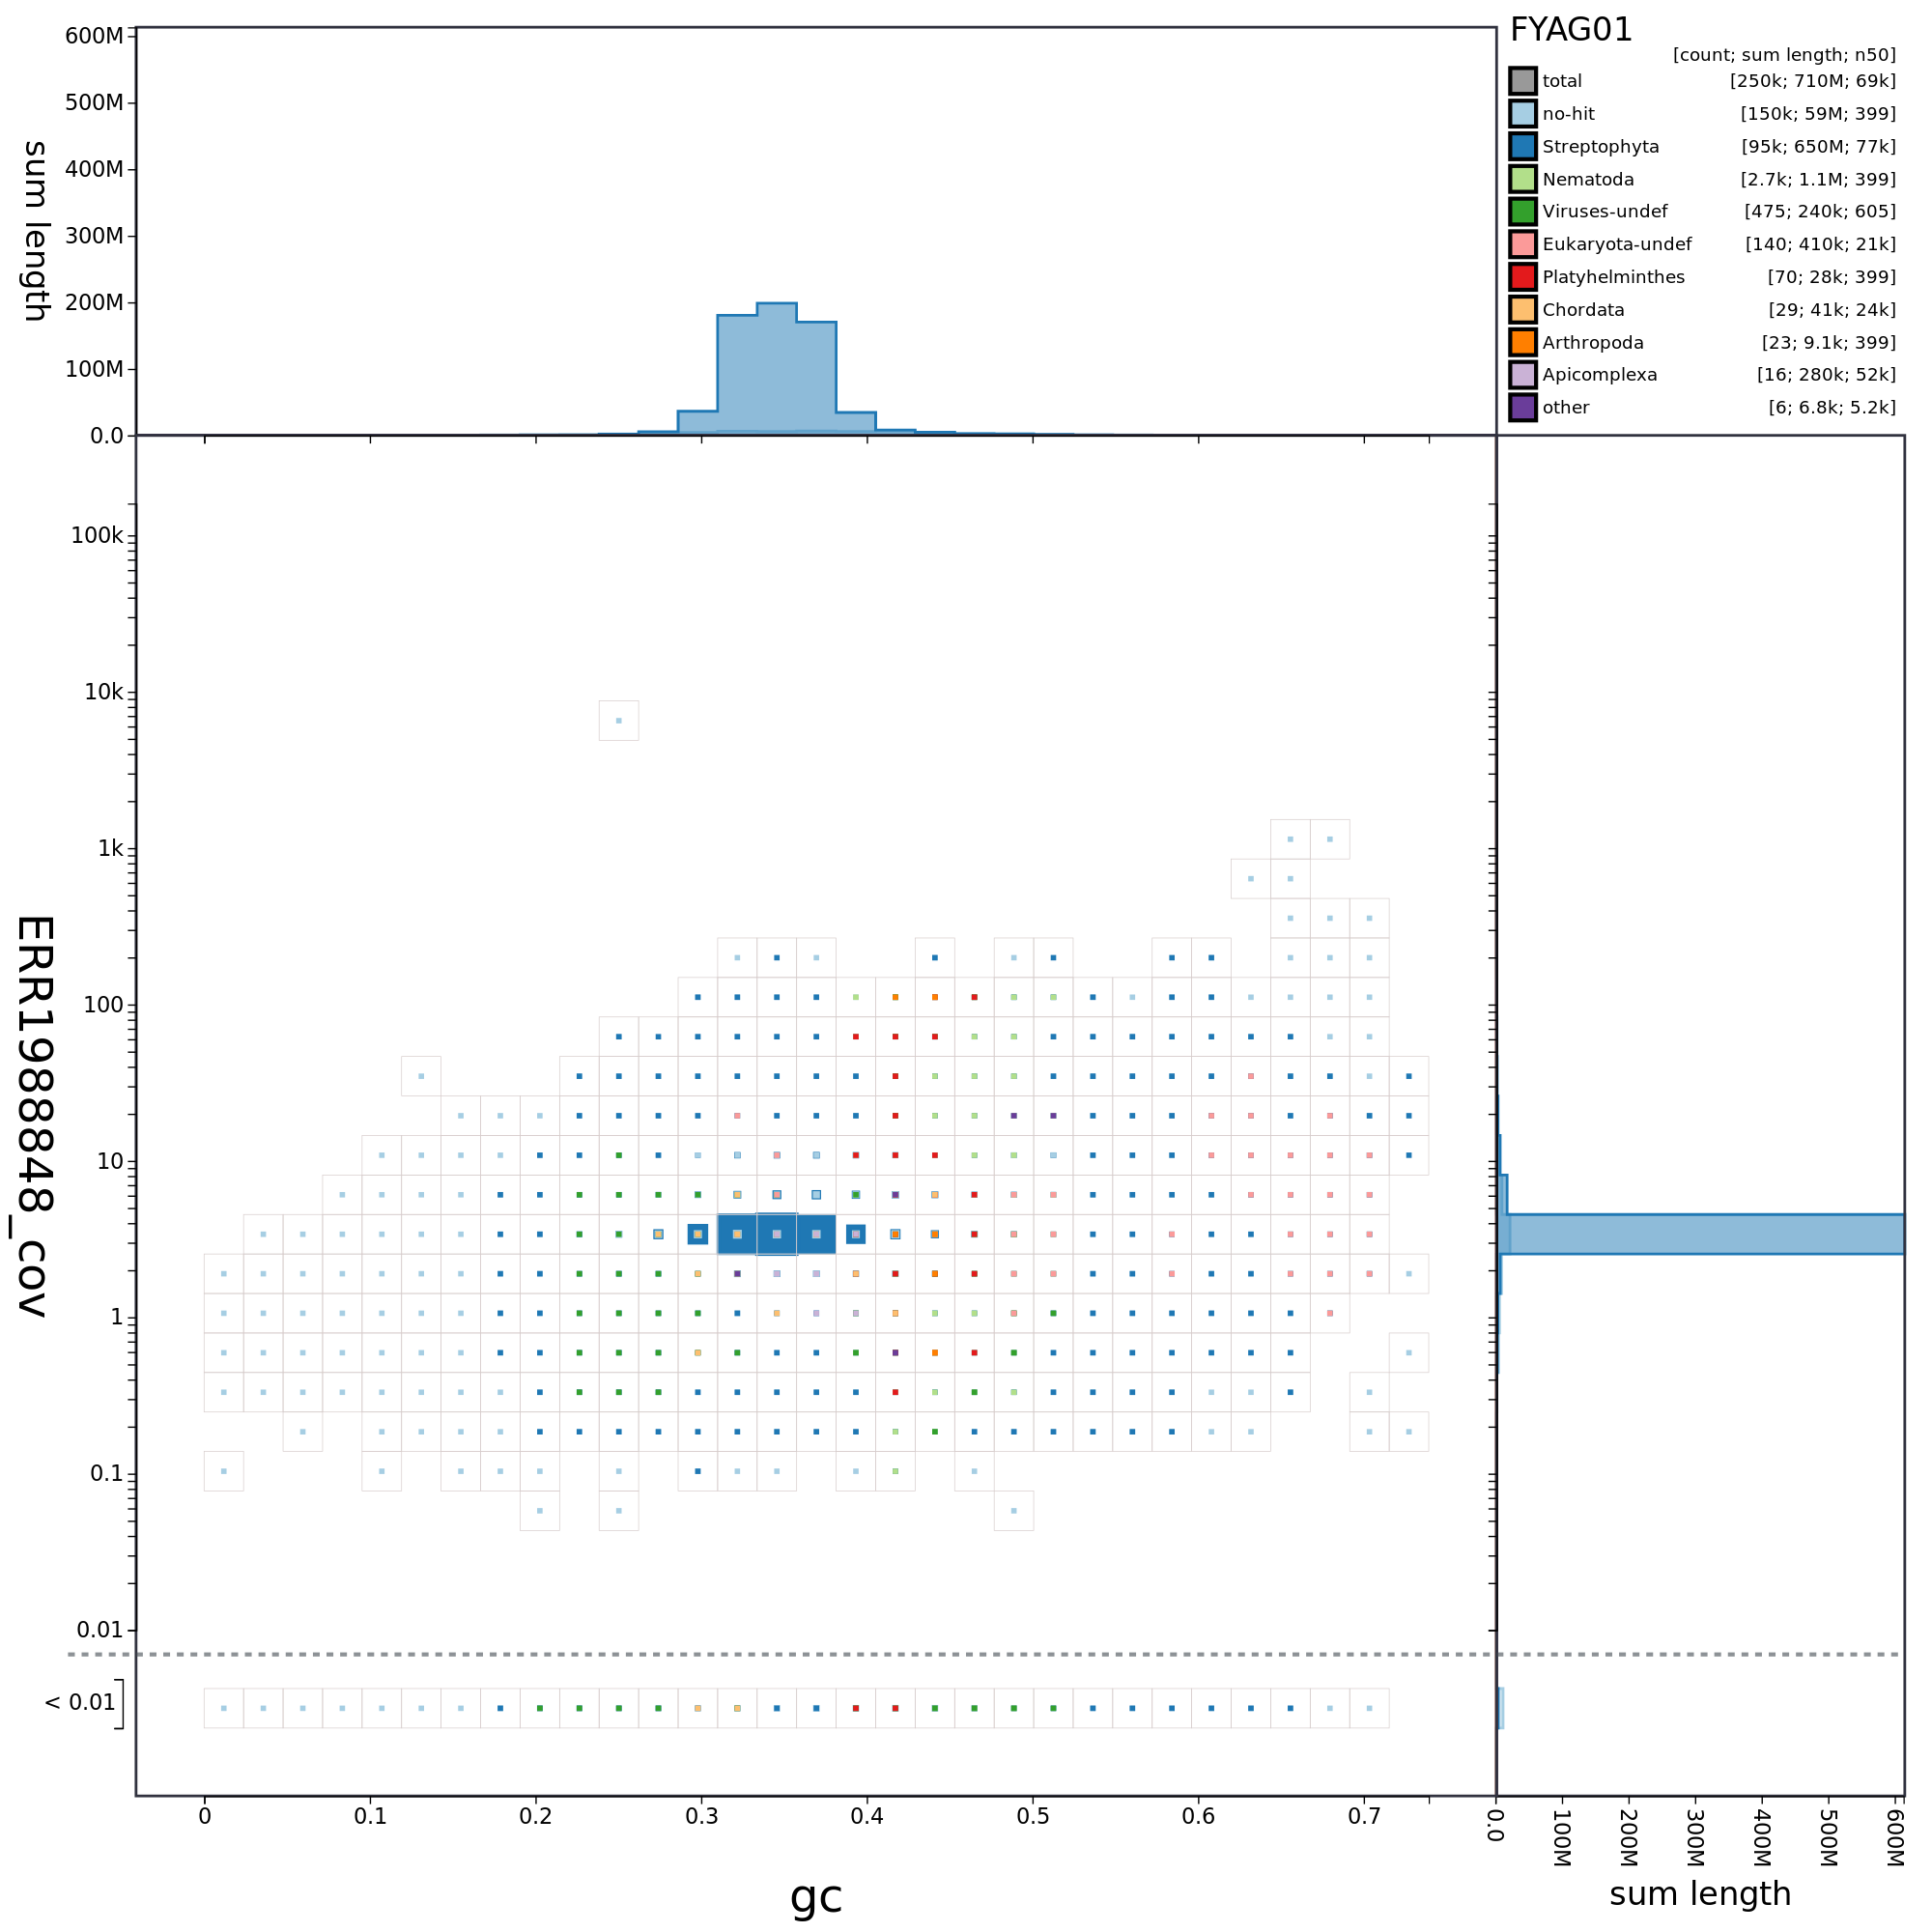 FYAG01
[count; sum length; n50]
total [250k; 710M; 69k]
no-hit [150k; 59M; 399]
Streptophyta [95k; 650M; 77k]
Nematoda [2.7k; 1.1M; 399]
Viruses-undef [475; 240k; 605]
Eukaryota-undef [140; 410k; 21k]
Platyhelminthes [70; 28k; 399]
Chordata [29; 41k; 24k]
Arthropoda [23; 9.1k; 399]
Apicomplexa [16; 280k; 52k]
other [6; 6.8k; 5.2k]
sum length
600M
500M
400M
300M
200M
100M
0.0
ERR1988848_cov
100k
10k
1k
100
10
1
0.1
0.01
< 0.01
0 0.1 0.2 0.3 0.4 0.5 0.6 0.7
gc
0.0 100M 200M 300M 400M 500M 600M
sum length